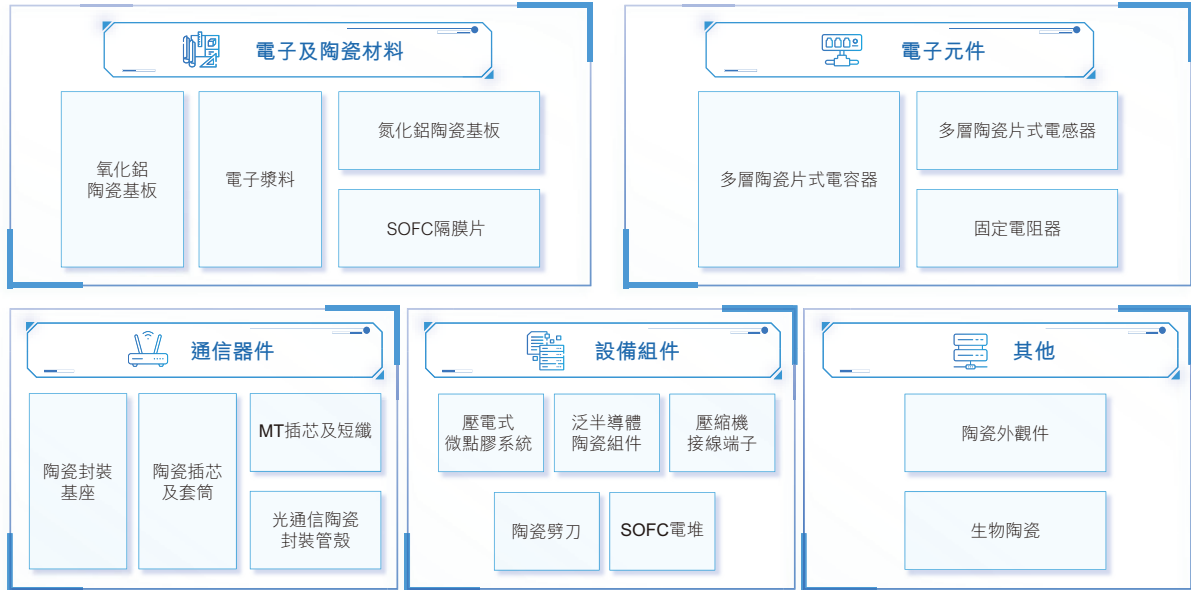 電子及陶瓷材料
氧化鋁
陶瓷基板
電子漿料
氮化鋁陶瓷基板
SOFC隔膜片
電子元件
多層陶瓷片式電容器
多層陶瓷片式電感器
固定電阻器
通信器件
陶瓷封裝
基座
陶瓷插芯
及套筒
MT插芯及短纖
光通信陶瓷
封裝管殼
設備組件
壓電式
微點膠系統
泛半導體
陶瓷組件
壓縮機
接線端子
陶瓷劈刀
SOFC電堆
其他
陶瓷外觀件
生物陶瓷